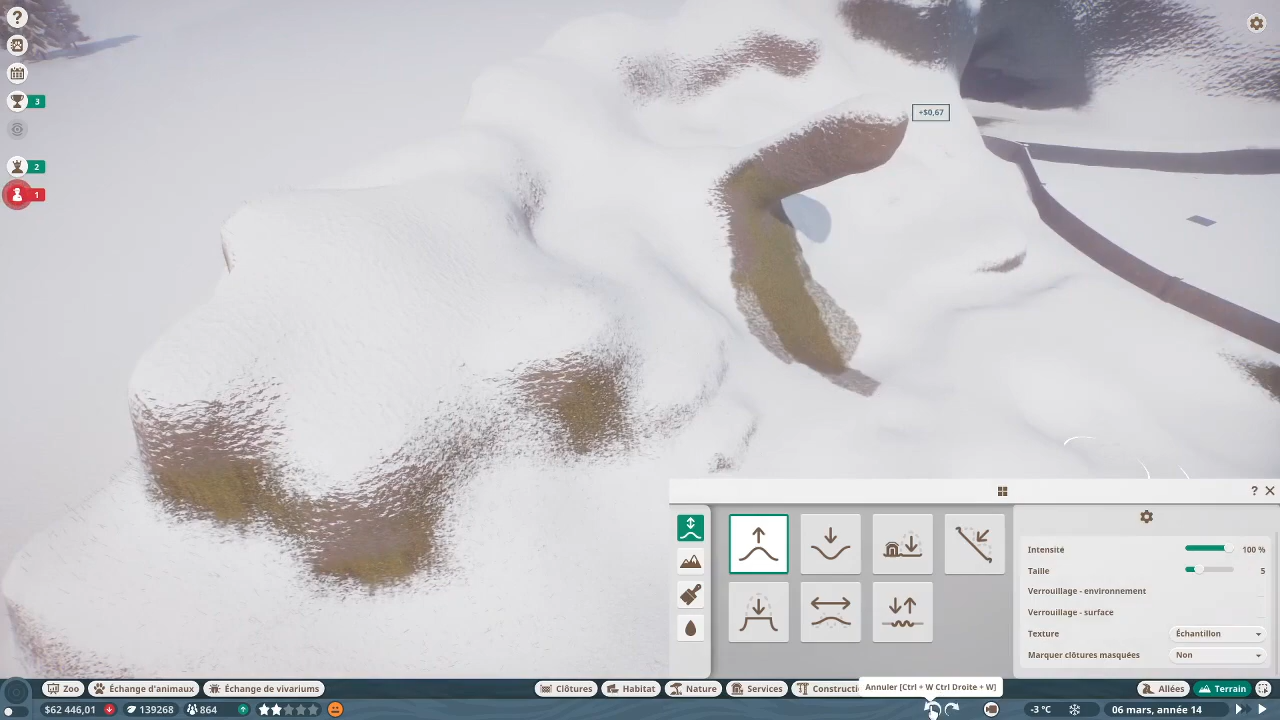 ?
3
2
1
+$0,67
?
Intensité 100 %
Taille 5
Verrouillage - environnement
Verrouillage - surface
Texture Échantillon
Marquer clôtures masquées Non
Zoo Échange d'animaux Échange de vivariums Clôtures Habitat Nature Services Constructi Annuler [Ctrl + W Ctrl Droite + W] Allées Terrain
$62 446,01 139268 864 -3 °C 06 mars, année 14